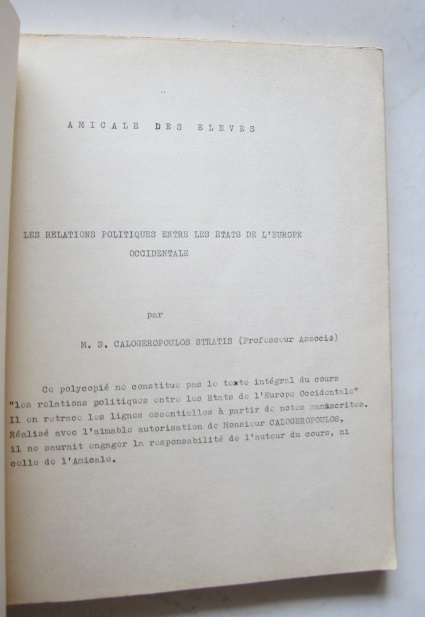 AMICALE DES ELEVES
LES RELATIONS POLITIQUES ENTRE LES ETATS DE L'EUROPE
OCCIDENTALE
par
M. S. CALOGEROPOULOS STRATIS (Professeur Associé)
Ce polycopié ne constitue pas le texte intégral du cours
"les relations politiques entre les Etats de l'Europe Occidentale"
Il en retrace les lignes essentielles à partir de notes manuscrites.
Réalisé avec l'aimable autorisation de Monsieur CALOGEROPOULOS,
il ne saurait engager la responsabilité de l'auteur du cours, ni
celle de l'Amicale.